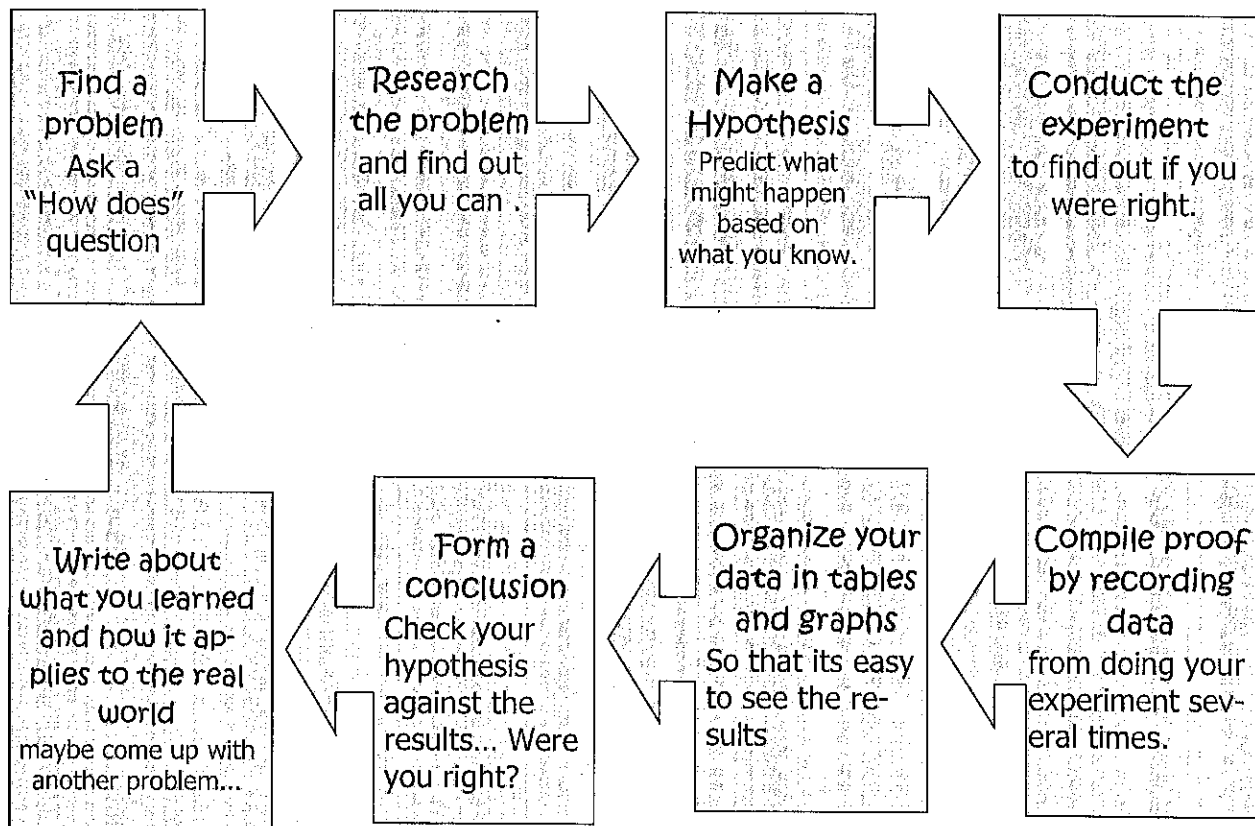 Find a
problem
Ask a
"How does"
question
Research
the problem
and find out
all you can .
Make a
Hypothesis
Predict what
might happen
based on
what you know.
Conduct the
experiment
to find out if you
were right.
Compile proof
by recording
data
from doing your
experiment sev-
eral times.
Organize your
data in tables
and graphs
So that its easy
to see the re-
sults
Form a
conclusion
Check your
hypothesis
against the
results... Were
you right?
Write about
what you learned
and how it ap-
plies to the real
world
maybe come up with
another problem...